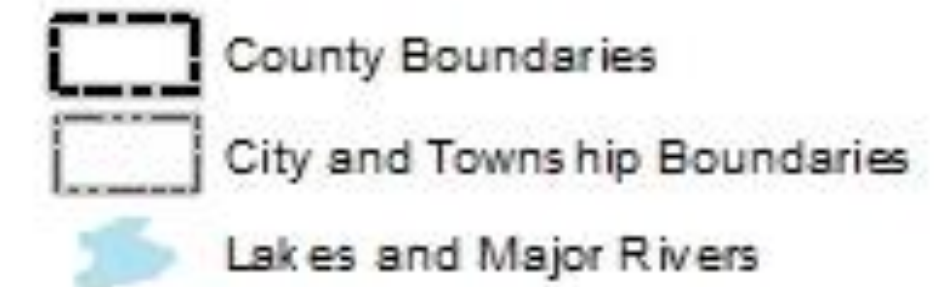 County Boundaries
City and Township Boundaries
Lakes and Major Rivers